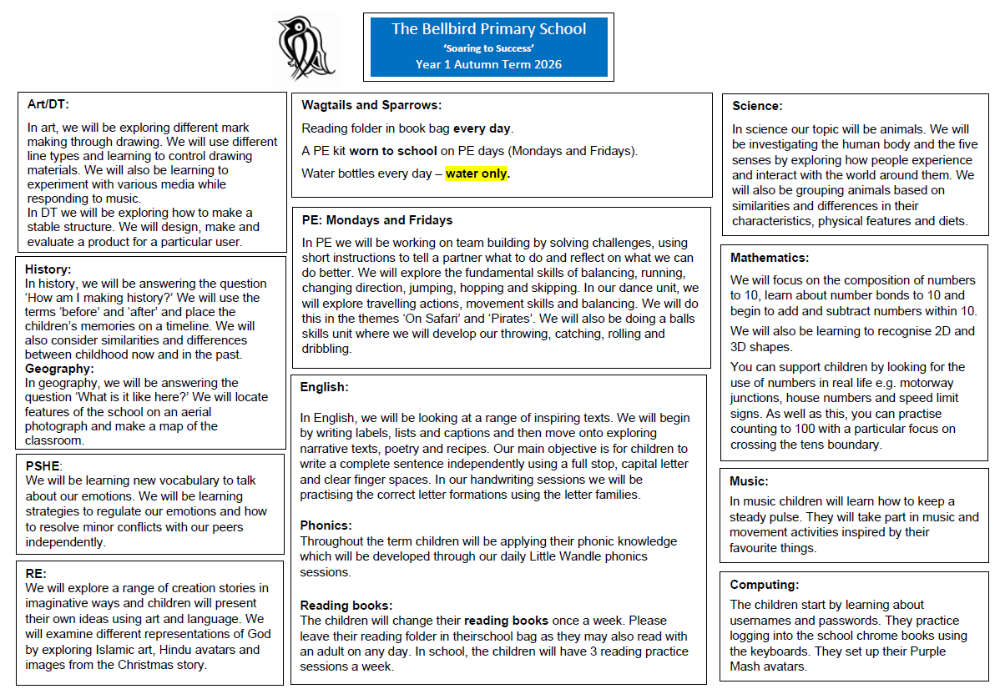 The Bellbird Primary School
‘Soaring to Success’
Year 1 Autumn Term 2026
Art/DT:
In art, we will be exploring different mark
making through drawing. We will use different
line types and learning to control drawing
materials. We will also be learning to
experiment with various media while
responding to music.
In DT we will be exploring how to make a
stable structure. We will design, make and
evaluate a product for a particular user.
History:
In history, we will be answering the question
‘How am I making history?’ We will use the
terms ‘before’ and ‘after’ and place the
children’s memories on a timeline. We will
also consider similarities and differences
between childhood now and in the past.
Geography:
In geography, we will be answering the
question ‘What is it like here?’ We will locate
features of the school on an aerial
photograph and make a map of the
classroom.
PSHE:
We will be learning new vocabulary to talk
about our emotions. We will be learning
strategies to regulate our emotions and how
to resolve minor conflicts with our peers
independently.
RE:
We will explore a range of creation stories in
imaginative ways and children will present
their own ideas using art and language. We
will examine different representations of God
by exploring Islamic art, Hindu avatars and
images from the Christmas story.
Wagtails and Sparrows:
Reading folder in book bag every day.
A PE kit worn to school on PE days (Mondays and Fridays).
Water bottles every day – water only.
PE: Mondays and Fridays
In PE we will be working on team building by solving challenges, using
short instructions to tell a partner what to do and reflect on what we can
do better. We will explore the fundamental skills of balancing, running,
changing direction, jumping, hopping and skipping. In our dance unit, we
will explore travelling actions, movement skills and balancing. We will do
this in the themes ‘On Safari’ and ‘Pirates’. We will also be doing a balls
skills unit where we will develop our throwing, catching, rolling and
dribbling.
English:
In English, we will be looking at a range of inspiring texts. We will begin
by writing labels, lists and captions and then move onto exploring
narrative texts, poetry and recipes. Our main objective is for children to
write a complete sentence independently using a full stop, capital letter
and clear finger spaces. In our handwriting sessions we will be
practising the correct letter formations using the letter families.
Phonics:
Throughout the term children will be applying their phonic knowledge
which will be developed through our daily Little Wandle phonics
sessions.
Reading books:
The children will change their reading books once a week. Please
leave their reading folder in theirschool bag as they may also read with
an adult on any day. In school, the children will have 3 reading practice
sessions a week.
Science:
In science our topic will be animals. We will
be investigating the human body and the five
senses by exploring how people experience
and interact with the world around them. We
will also be grouping animals based on
similarities and differences in their
characteristics, physical features and diets.
Mathematics:
We will focus on the composition of numbers
to 10, learn about number bonds to 10 and
begin to add and subtract numbers within 10.
We will also be learning to recognise 2D and
3D shapes.
You can support children by looking for the
use of numbers in real life e.g. motorway
junctions, house numbers and speed limit
signs. As well as this, you can practise
counting to 100 with a particular focus on
crossing the tens boundary.
Music:
In music children will learn how to keep a
steady pulse. They will take part in music and
movement activities inspired by their
favourite things.
Computing:
The children start by learning about
usernames and passwords. They practice
logging into the school chrome books using
the keyboards. They set up their Purple
Mash avatars.